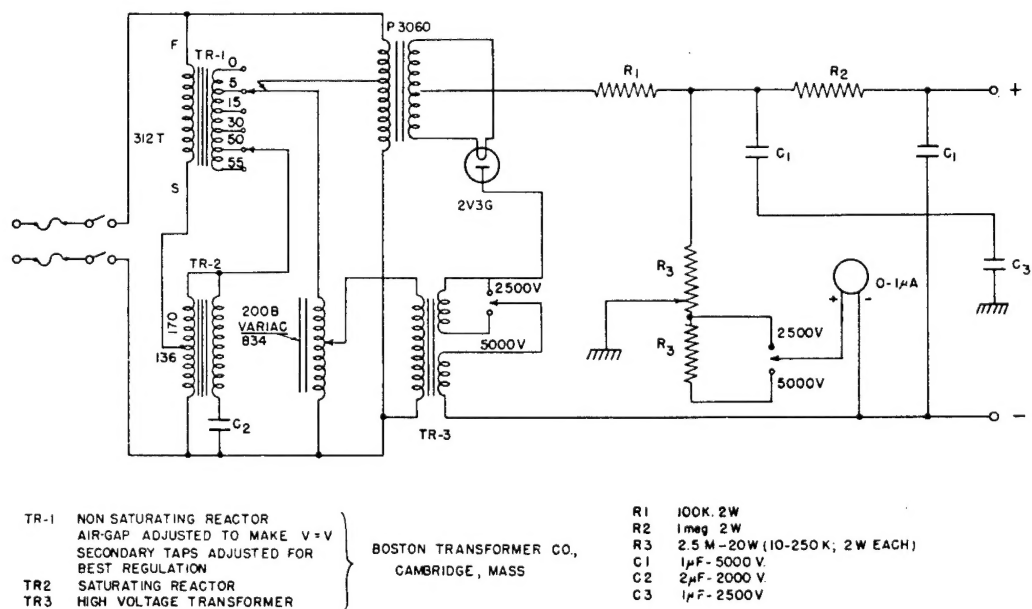 P3060
F
TR-1
0
5
15
30
50
55
312T
S
R1
R2
+
C1
C1
2V3G
TR-2
170
136
C2
200B
VARIAC
834
2500V
5000V
TR-3
R3
R3
0-1µA
+ -
C3
2500V
5000V
-
TR-1 NON SATURATING REACTOR
AIR-GAP ADJUSTED TO MAKE V=V
SECONDARY TAPS ADJUSTED FOR
BEST REGULATION
TR2 SATURATING REACTOR
TR3 HIGH VOLTAGE TRANSFORMER
BOSTON TRANSFORMER CO.,
CAMBRIDGE, MASS
R1 100K. 2W
R2 1meg 2W
R3 2.5 M-20W (10-250 K; 2W EACH)
C1 1µF-5000 V.
C2 2µF-2000 V.
C3 1µF-2500V